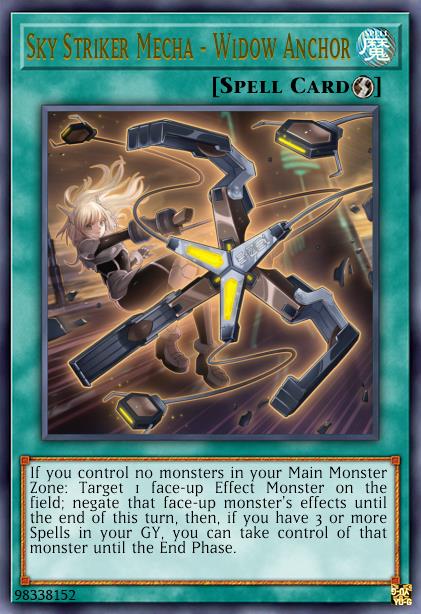 Sky Striker Mecha - Widow Anchor
SPELL
魔
[Spell Card]
If you control no monsters in your Main Monster
Zone: Target 1 face-up Effect Monster on the
field; negate that face-up monster's effects until
the end of this turn, then, if you have 3 or more
Spells in your GY, you can take control of that
monster until the End Phase.
98338152